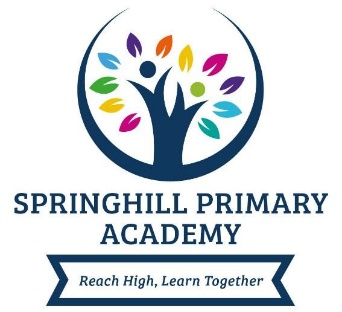 SPRINGHILL PRIMARY
ACADEMY
Reach High, Learn Together